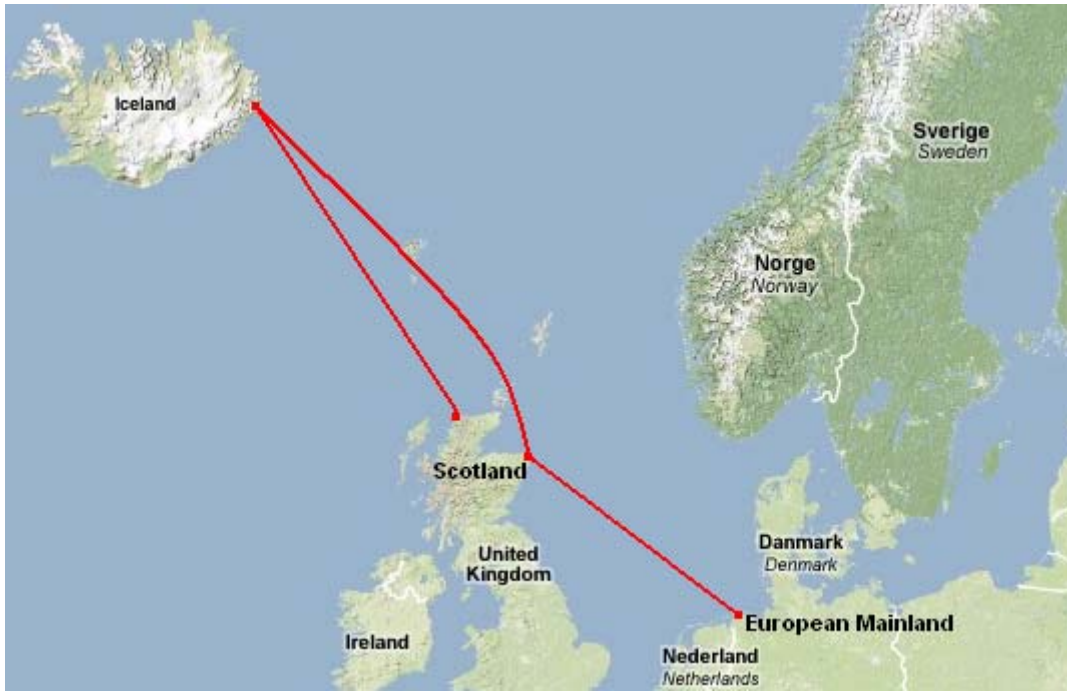 Iceland
Sverige
Sweden
Norge
Norway
Scotland
United
Kingdom
Danmark
Denmark
European Mainland
Ireland
Nederland
Netherlands